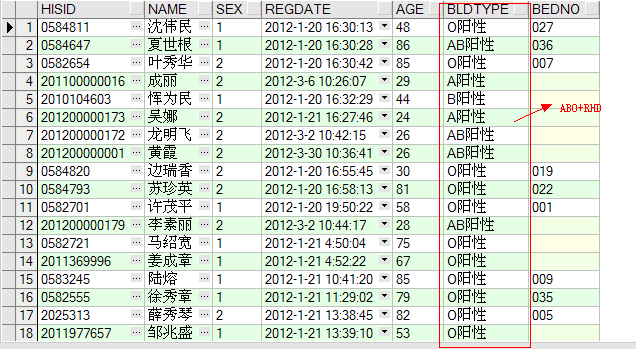 HISID NAME SEX REGDATE AGE BLDTYPE BEDNO
1 0584811 沈伟民 1 2012-1-20 16:30:13 48 O阳性 027
2 0584647 夏世根 1 2012-1-20 16:30:28 86 AB阳性 036
3 0582654 叶秀华 2 2012-1-20 16:30:42 85 O阳性 007
4 201100000016 成丽 2 2012-3-6 10:26:07 29 A阳性
5 2010104603 恽为民 1 2012-1-20 16:32:29 44 B阳性
6 201200000173 吴娜 2 2012-1-21 16:27:46 24 A阳性 ABO+RHD
7 201200000172 龙明飞 2 2012-3-2 10:42:15 26 AB阳性
8 201200000001 黄霞 2 2012-3-30 10:36:41 26 AB阳性
9 0584820 边瑞香 2 2012-1-20 16:55:45 30 O阳性 019
10 0584793 苏珍英 2 2012-1-20 16:58:13 81 O阳性 022
11 0582701 许茂平 1 2012-1-20 19:50:22 58 O阳性 001
12 201200000179 李素丽 2 2012-3-2 10:44:17 28 AB阳性
13 0582721 马绍宽 1 2012-1-21 4:50:04 75 O阳性
14 2011369996 姜成章 1 2012-1-21 4:52:22 67 O阳性
15 0583245 陆熔 1 2012-1-21 10:41:20 85 O阳性 009
16 0582555 徐秀章 1 2012-1-21 11:29:02 79 O阳性 035
17 2025313 薛秀琴 2 2012-1-21 13:38:45 82 O阳性 005
18 2011977657 邹兆盛 1 2012-1-21 13:39:10 53 O阳性